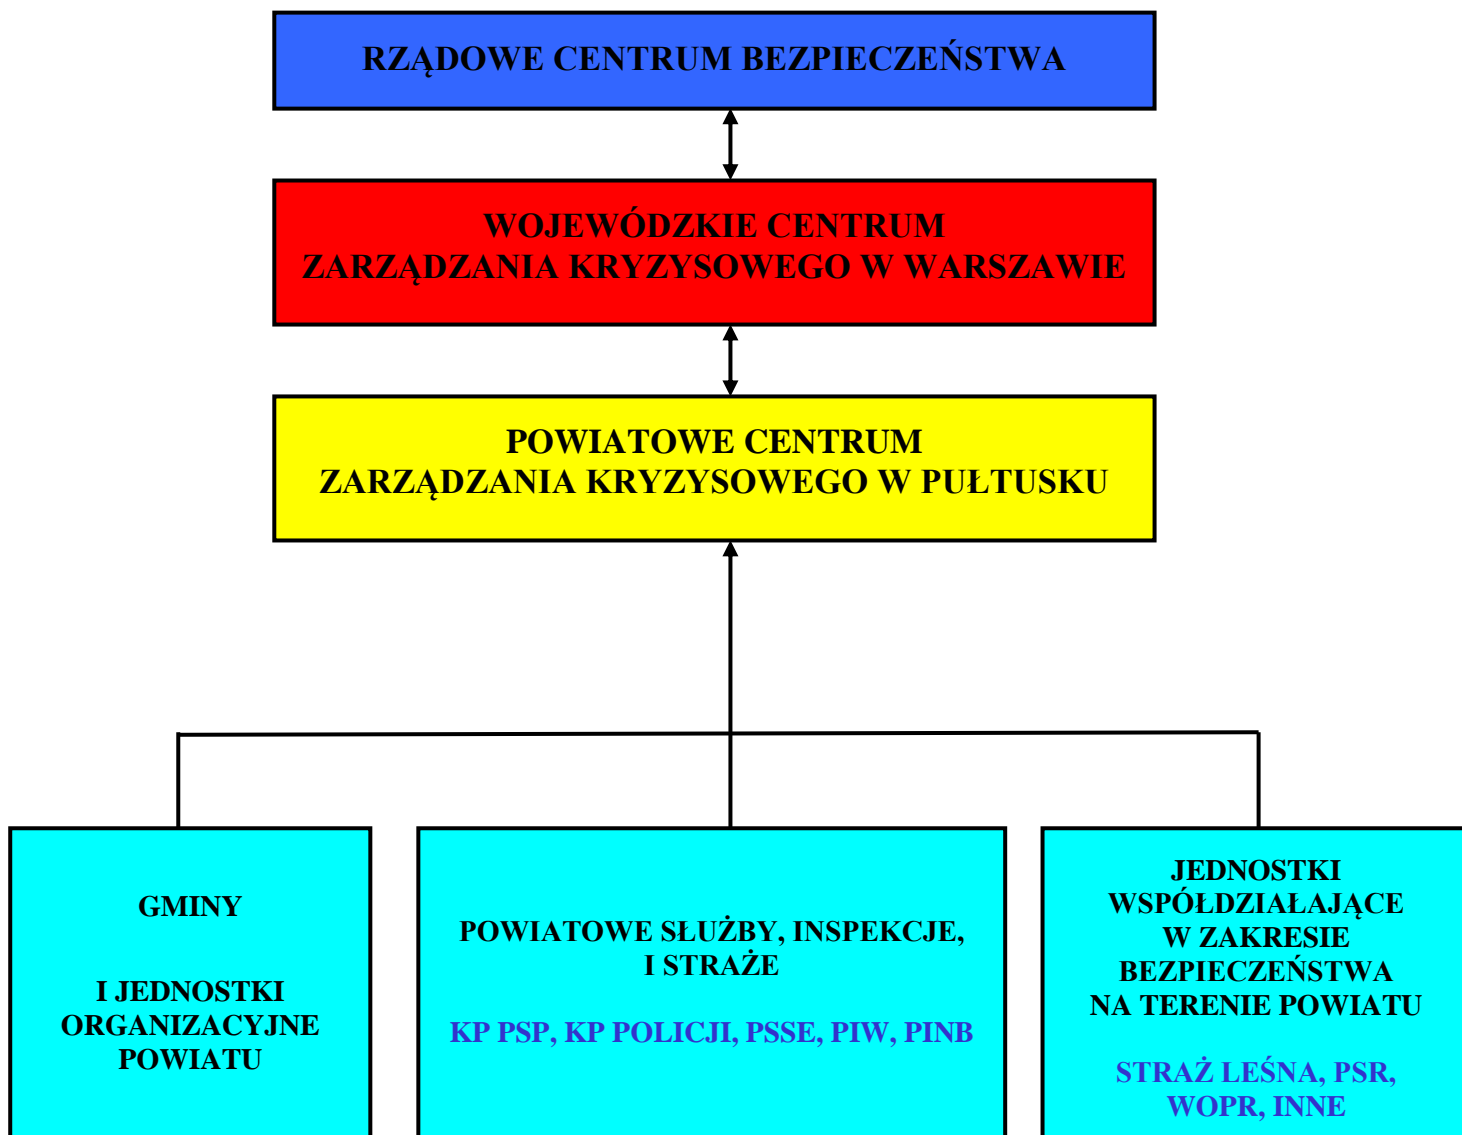 RZĄDOWE CENTRUM BEZPIECZEŃSTWA
WOJEWÓDZKIE CENTRUM
ZARZĄDZANIA KRYZYSOWEGO W WARSZAWIE
POWIATOWE CENTRUM
ZARZĄDZANIA KRYZYSOWEGO W PUŁTUSKU
GMINY
I JEDNOSTKI
ORGANIZACYJNE
POWIATU
POWIATOWE SŁUŻBY, INSPEKCJE,
I STRAŻE
KP PSP, KP POLICJI, PSSE, PIW, PINB
JEDNOSTKI
WSPÓŁDZIAŁAJĄCE
W ZAKRESIE
BEZPIECZEŃSTWA
NA TERENIE POWIATU
STRAŻ LEŚNA, PSR,
WOPR, INNE